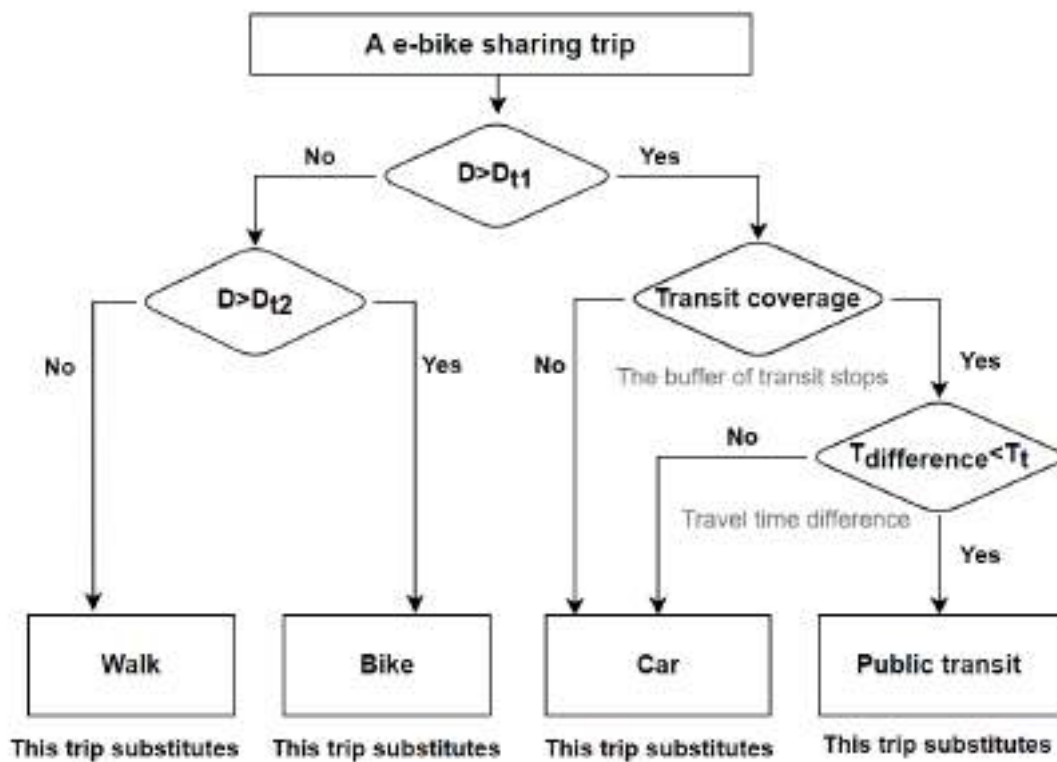 A e-bike sharing trip
No
D>Dt1
Yes
D>Dt2
Transit coverage
No
Yes
No
The buffer of transit stops
Yes
No
Tdifference<Tt
Travel time difference
Yes
Walk
Bike
Car
Public transit
This trip substitutes
This trip substitutes
This trip substitutes
This trip substitutes